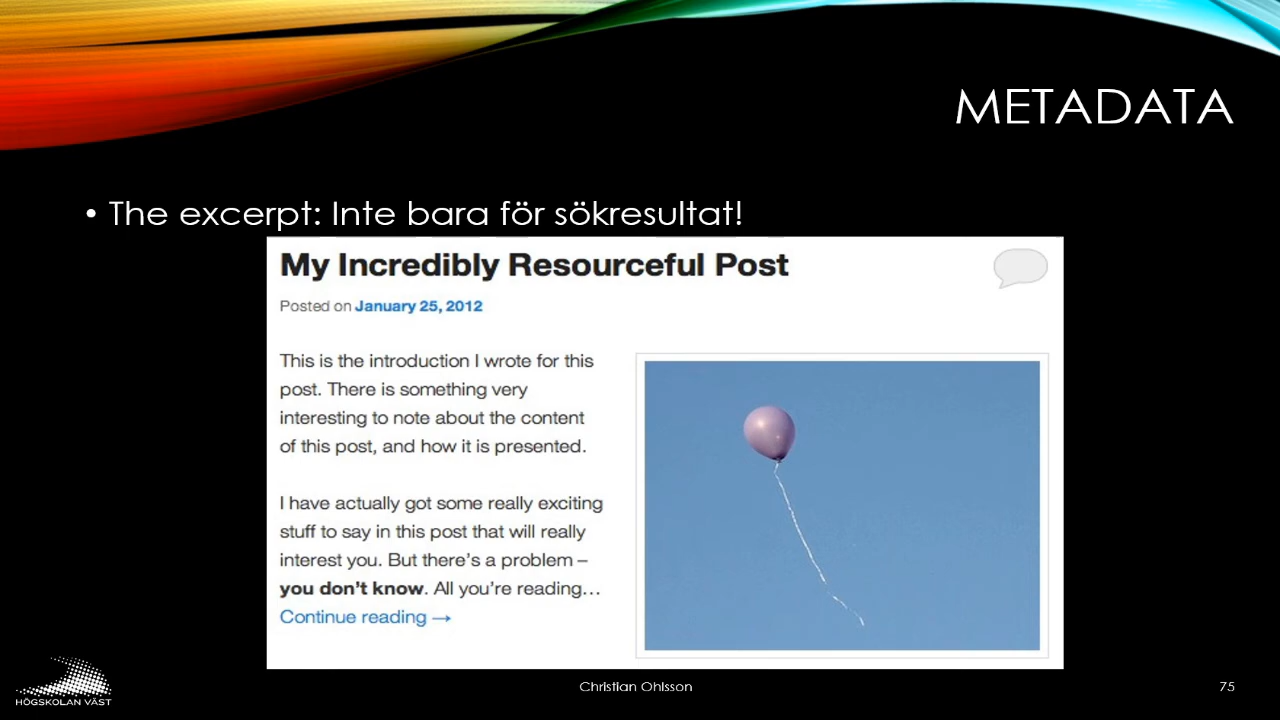 METADATA
• The excerpt: Inte bara för sökresultat!
My Incredibly Resourceful Post
Posted on January 25, 2012
This is the introduction I wrote for this
post. There is something very
interesting to note about the content
of this post, and how it is presented.
I have actually got some really exciting
stuff to say in this post that will really
interest you. But there's a problem –
you don't know. All you're reading…
Continue reading →
HÖGSKOLAN VÄST
Christian Ohlsson
75